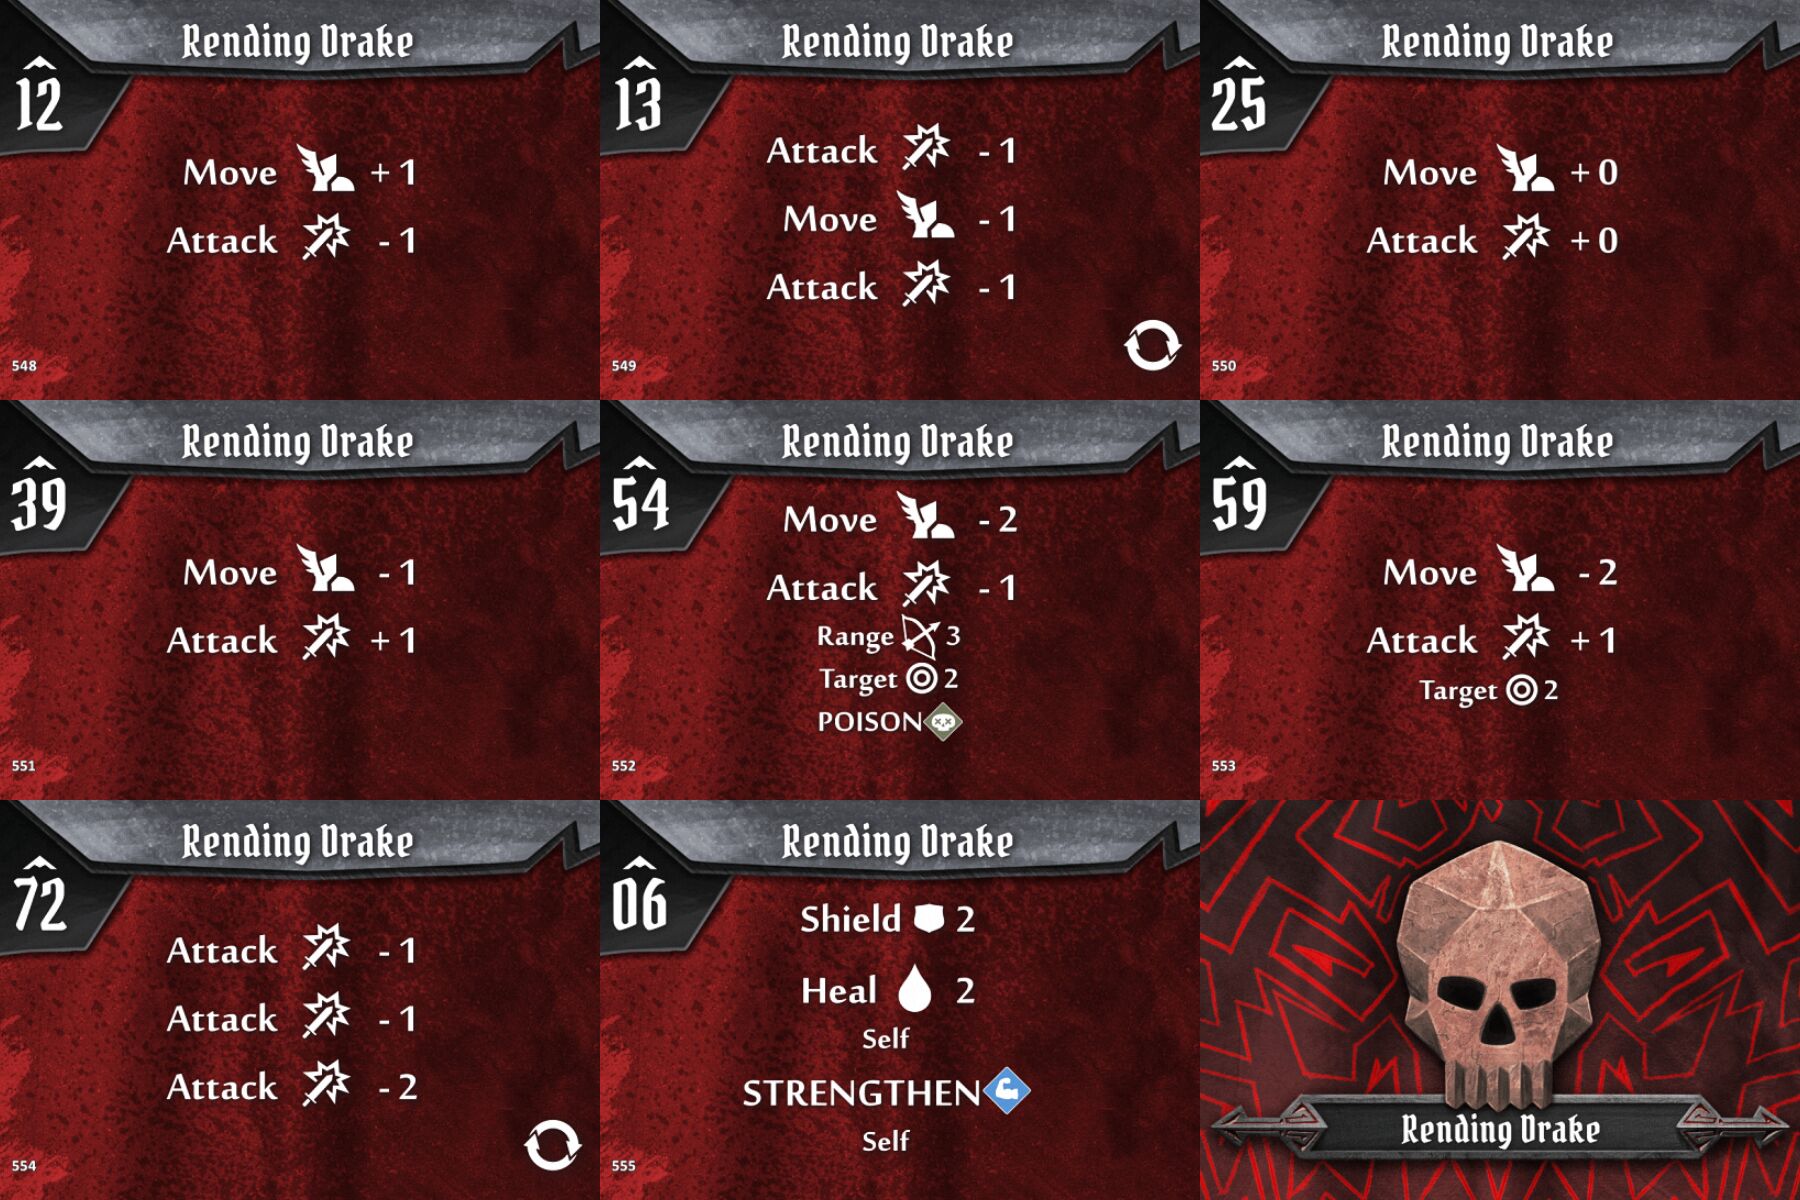 Rending Drake
12
Move + 1
Attack - 1
548
Rending Drake
13
Attack - 1
Move - 1
Attack - 1
549
Rending Drake
25
Move + 0
Attack + 0
550
Rending Drake
39
Move - 1
Attack + 1
551
Rending Drake
54
Move - 2
Attack - 1
Range 3
Target 2
POISON
552
Rending Drake
59
Move - 2
Attack + 1
Target 2
553
Rending Drake
72
Attack - 1
Attack - 1
Attack - 2
554
Rending Drake
06
Shield 2
Heal 2
Self
STRENGTHEN
Self
555
Rending Drake